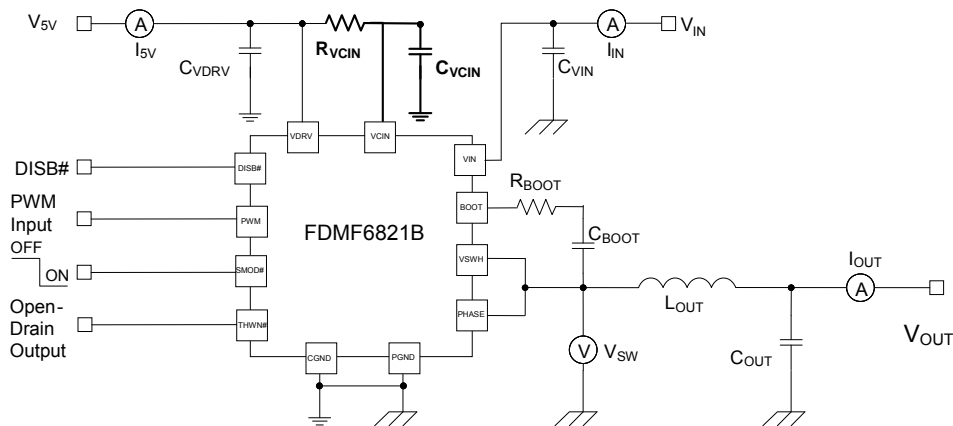 V5V
A
I5V
RVCIN
CVDRV
CVCIN
A
IIN
VIN
CVIN
VDRV
VCIN
DISB#
DISB#
VIN
PWM
Input
PWM
BOOT
RBOOT
CBOOT
FDMF6821B
OFF
ON
SMOD#
VSWH
Open-
Drain
Output
THWN#
PHASE
CGND
PGND
V
VSW
LOUT
IOUT
A
COUT
VOUT